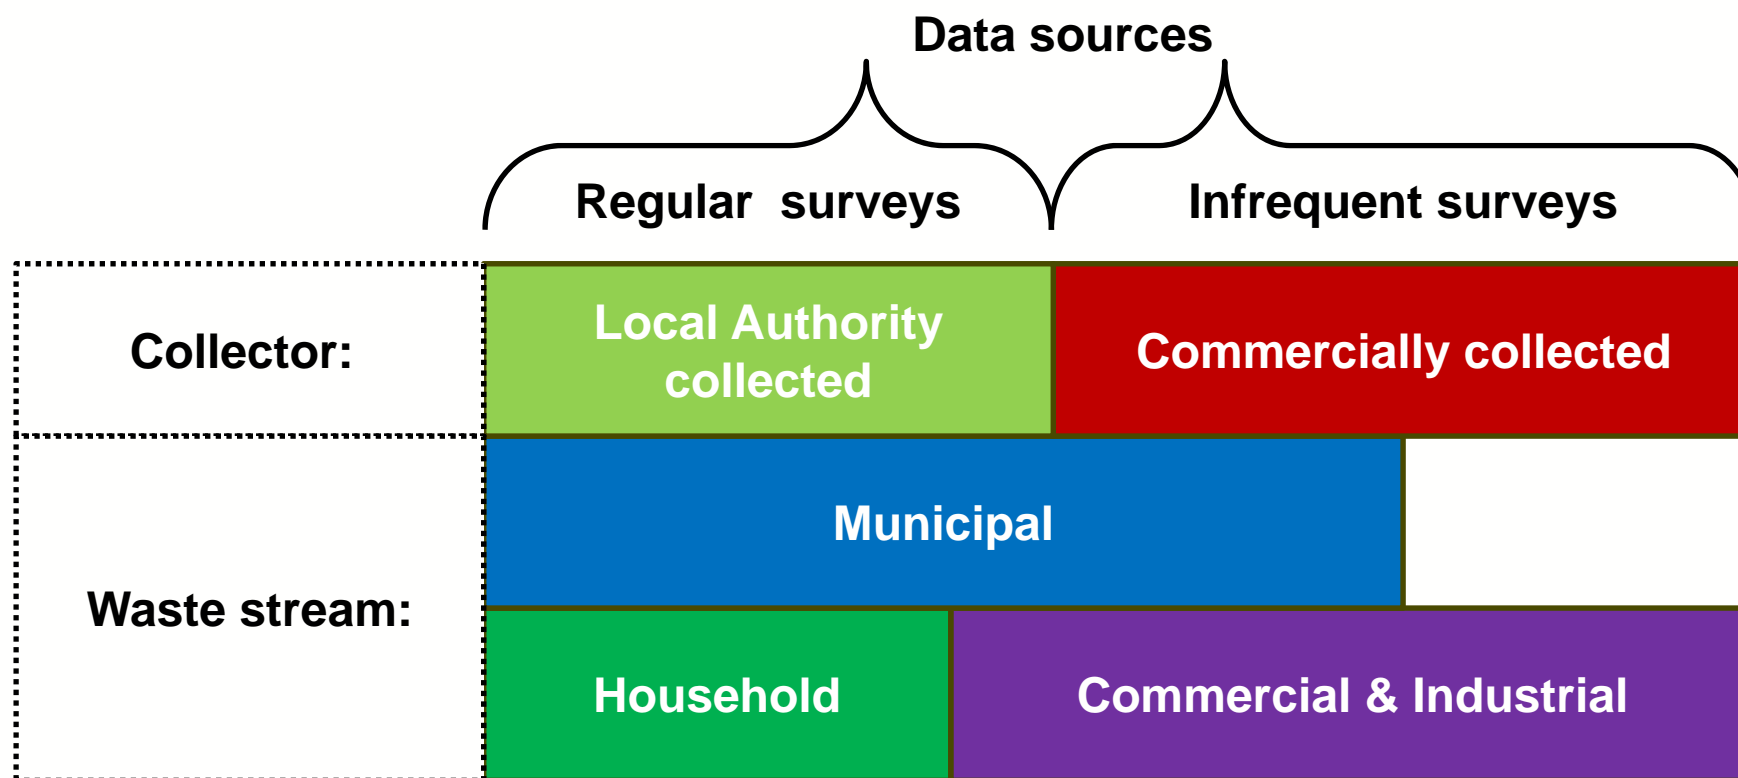 Data sources
Regular  surveys
Infrequent surveys
Collector:
Local Authority
collected
Commercially collected
Municipal
Waste stream:
Household
Commercial & Industrial